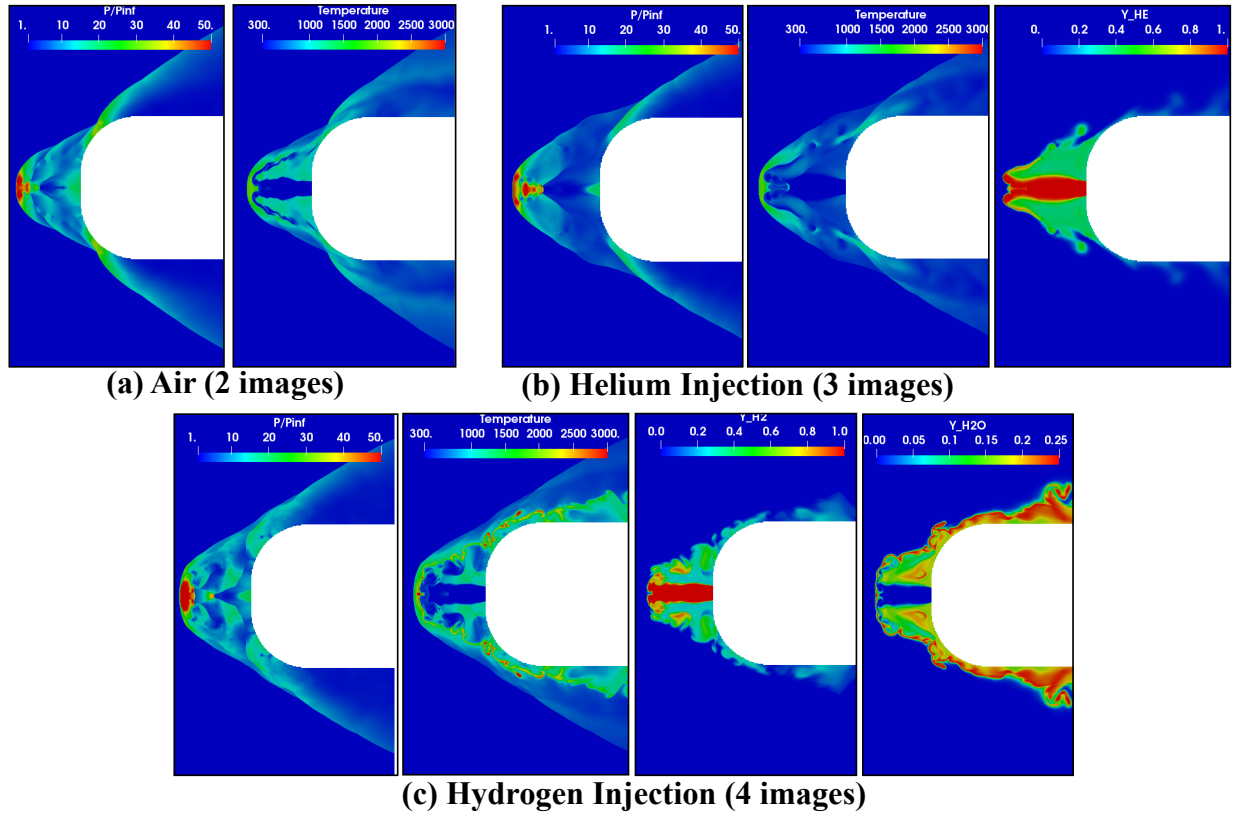 P/Pinf
1. 10 20 30 40 50.
Temperature
300. 1000 1500 2000 2500 3000
P/Pinf
1. 10 20 30 40 50.
Temperature
300. 1000 1500 2000 2500 300
Y_HE
0. 0.2 0.4 0.6 0.8 1.
(a) Air (2 images)
(b) Helium Injection (3 images)
P/Pinf
1. 10 20 30 40 50.
Temperature
300. 1000 1500 2000 2500 3000.
Y_H2
0.0 0.2 0.4 0.6 0.8 1.0
Y_H2O
0.00 0.05 0.1 0.15 0.2 0.25
(c) Hydrogen Injection (4 images)